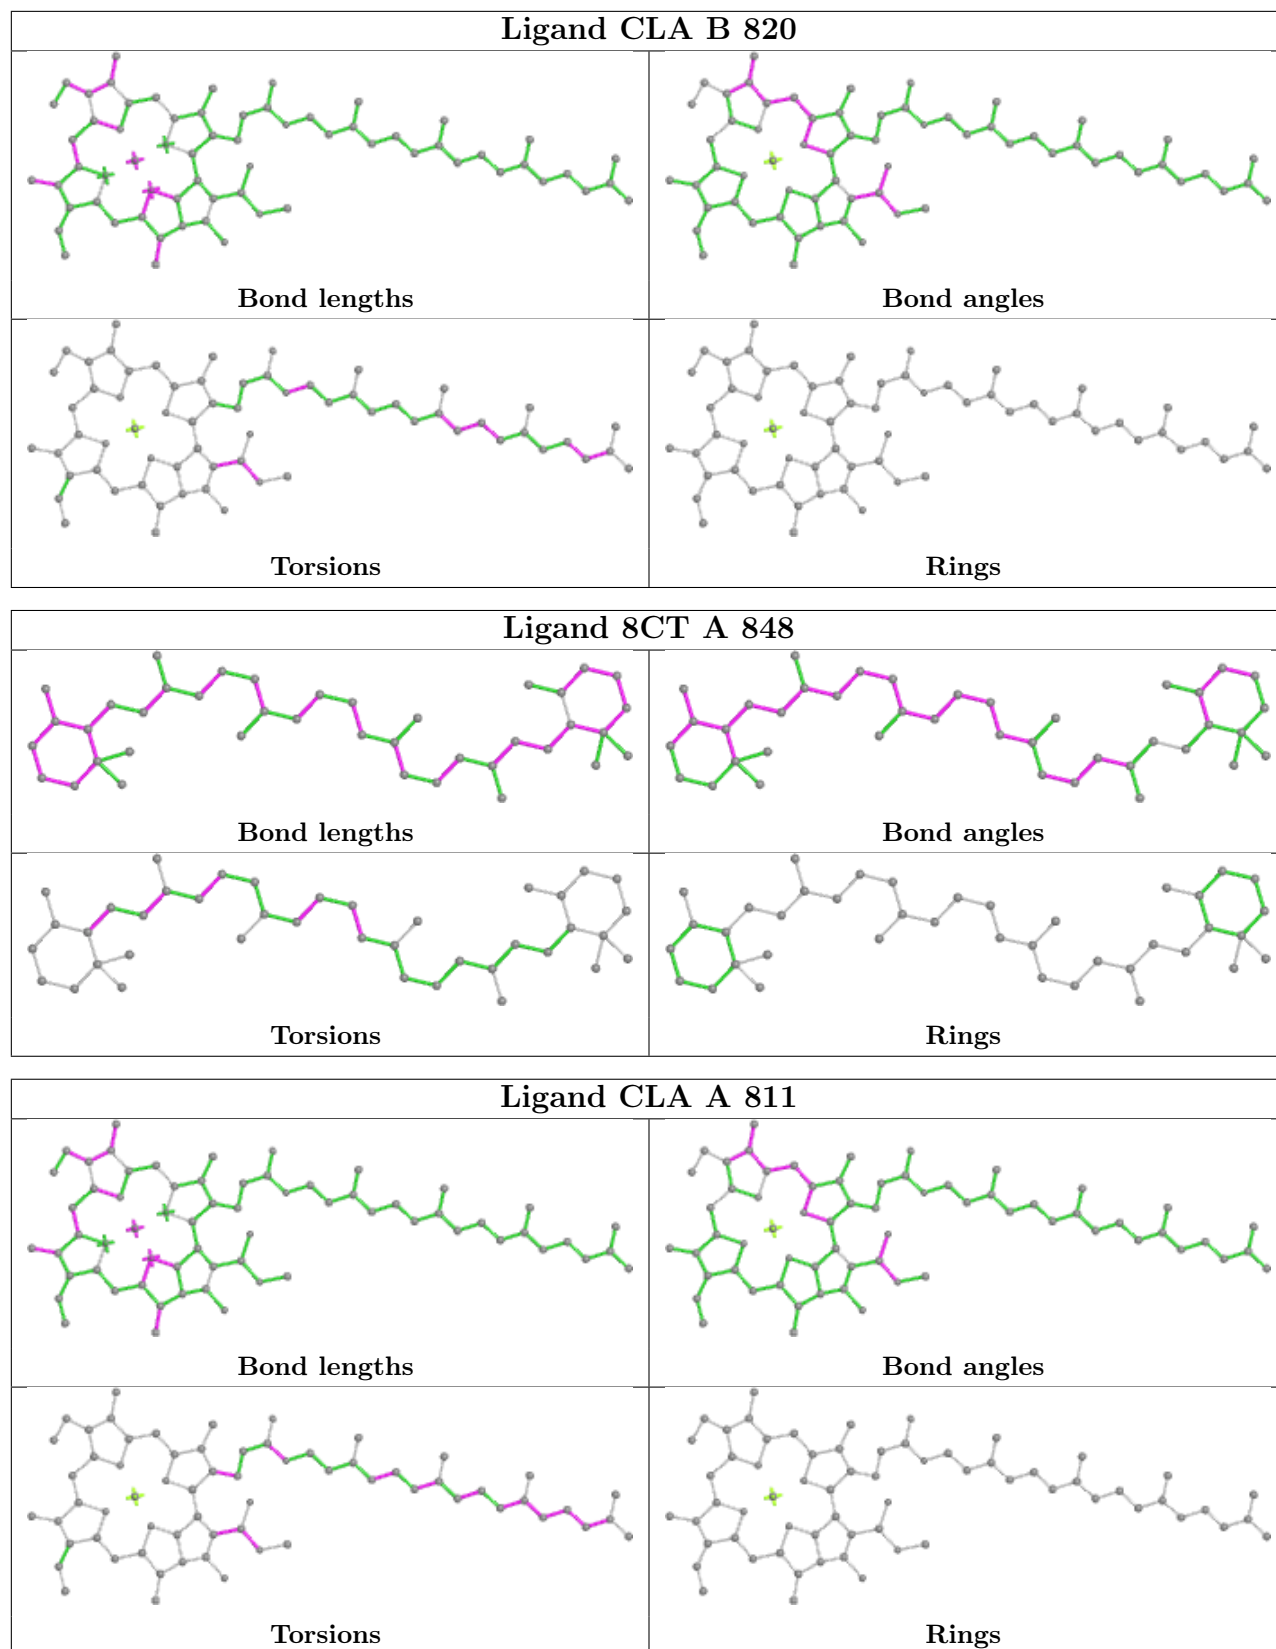 Ligand CLA B 820
Bond lengths
Bond angles
Torsions
Rings
Ligand 8CT A 848
Bond lengths
Bond angles
Torsions
Rings
Ligand CLA A 811
Bond lengths
Bond angles
Torsions
Rings